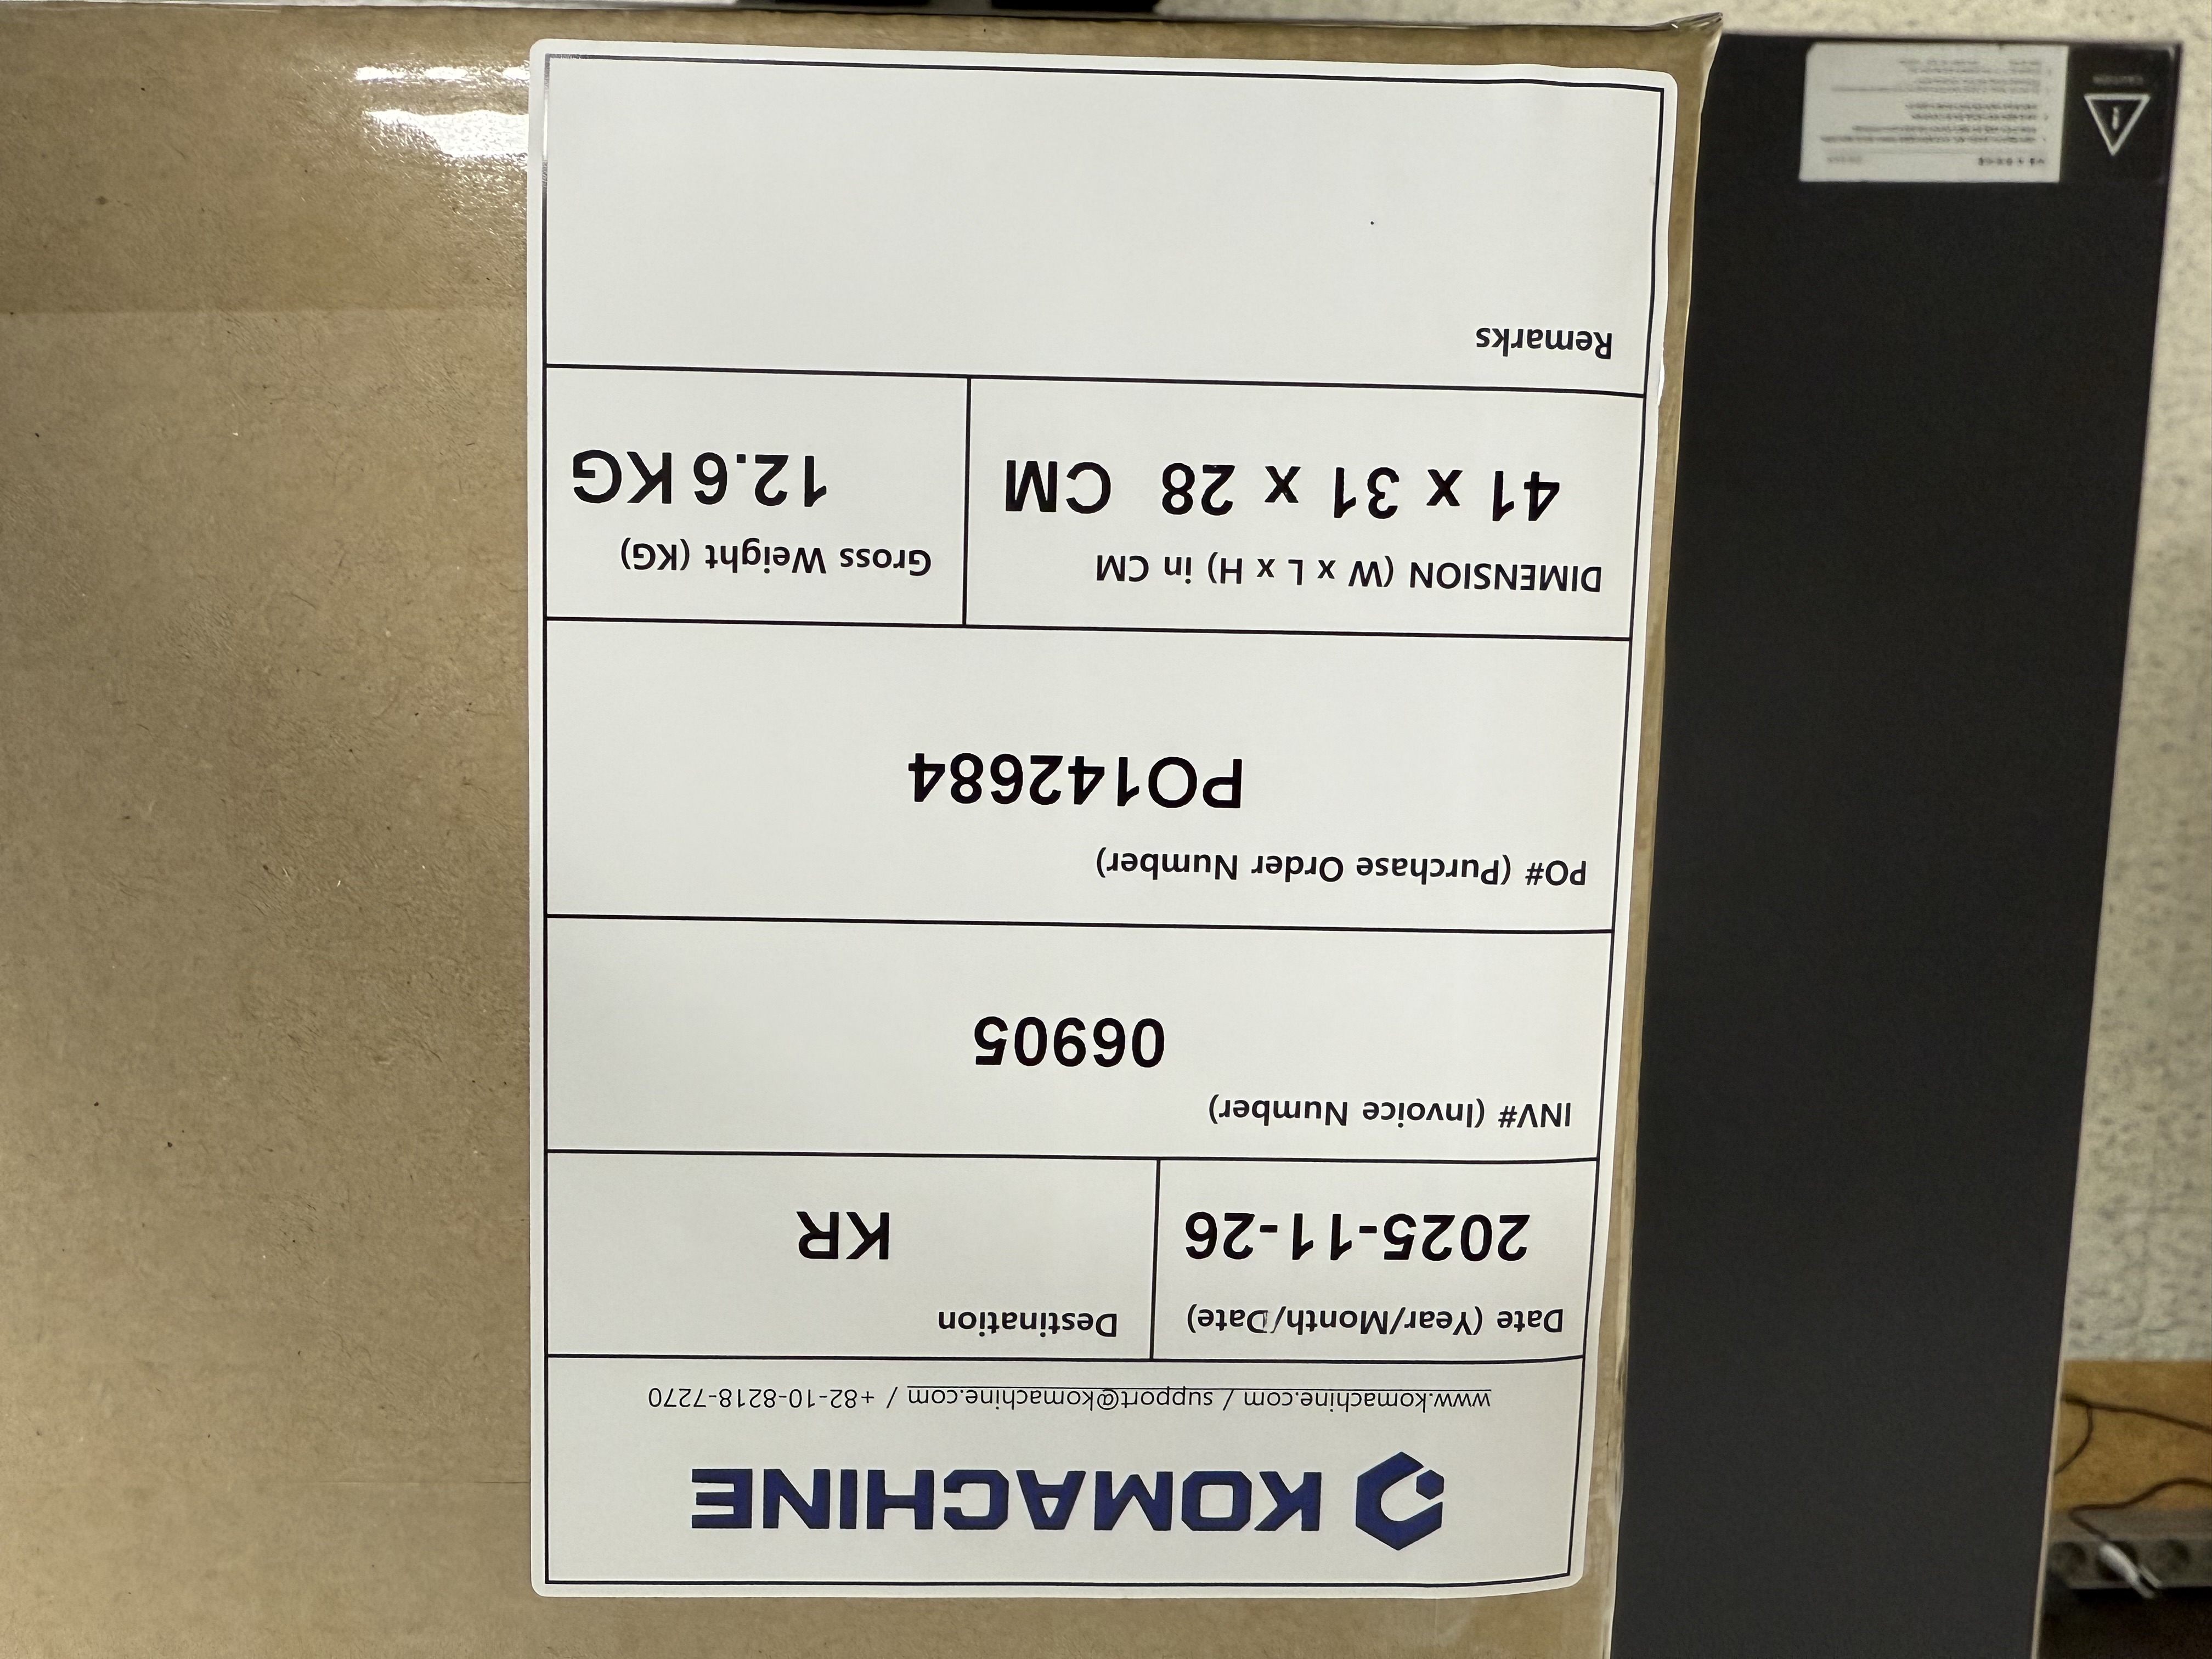 KOMACHINE
www.komachine.com / support@komachine.com / +82-10-8218-7270
Date (Year/Month/Date)
2025-11-26
Destination
KR
INV# (Invoice Number)
06905
PO# (Purchase Order Number)
PO142684
DIMENSION (W x L x H) in CM
41 x 31 x 28 CM
Gross Weight (KG)
12.6 KG
Remarks
CAUTION